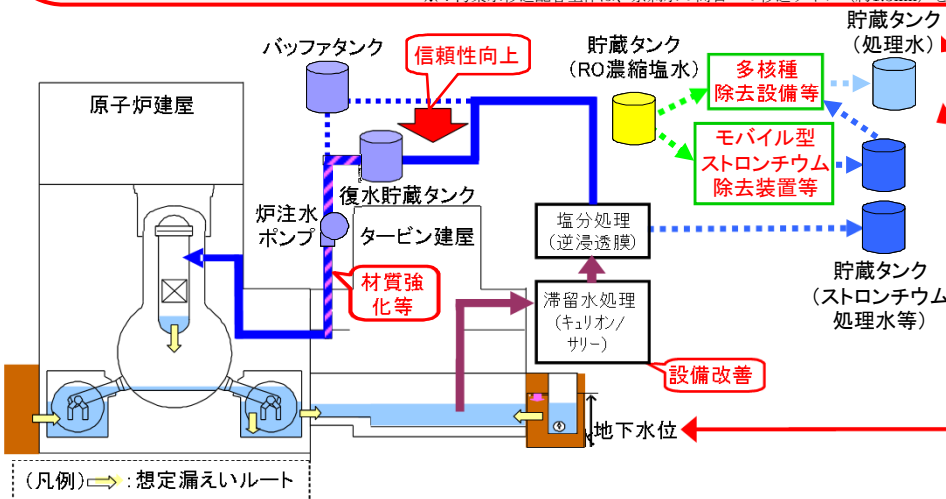 貯蔵タンク
(処理水)
バッファタンク
信頼性向上
貯蔵タンク
(RO濃縮塩水)
多核種
除去設備等
原子炉建屋
モバイル型
ストロンチウム
除去装置等
復水貯蔵タンク
炉注水
ポンプ
タービン建屋
塩分処理
(逆浸透膜)
材質強
化等
滞留水処理
(キュリオン/
サリー)
貯蔵タンク
(ストロンチウム
処理水等)
設備改善
地下水位
(凡例)⇒:想定漏えいルート